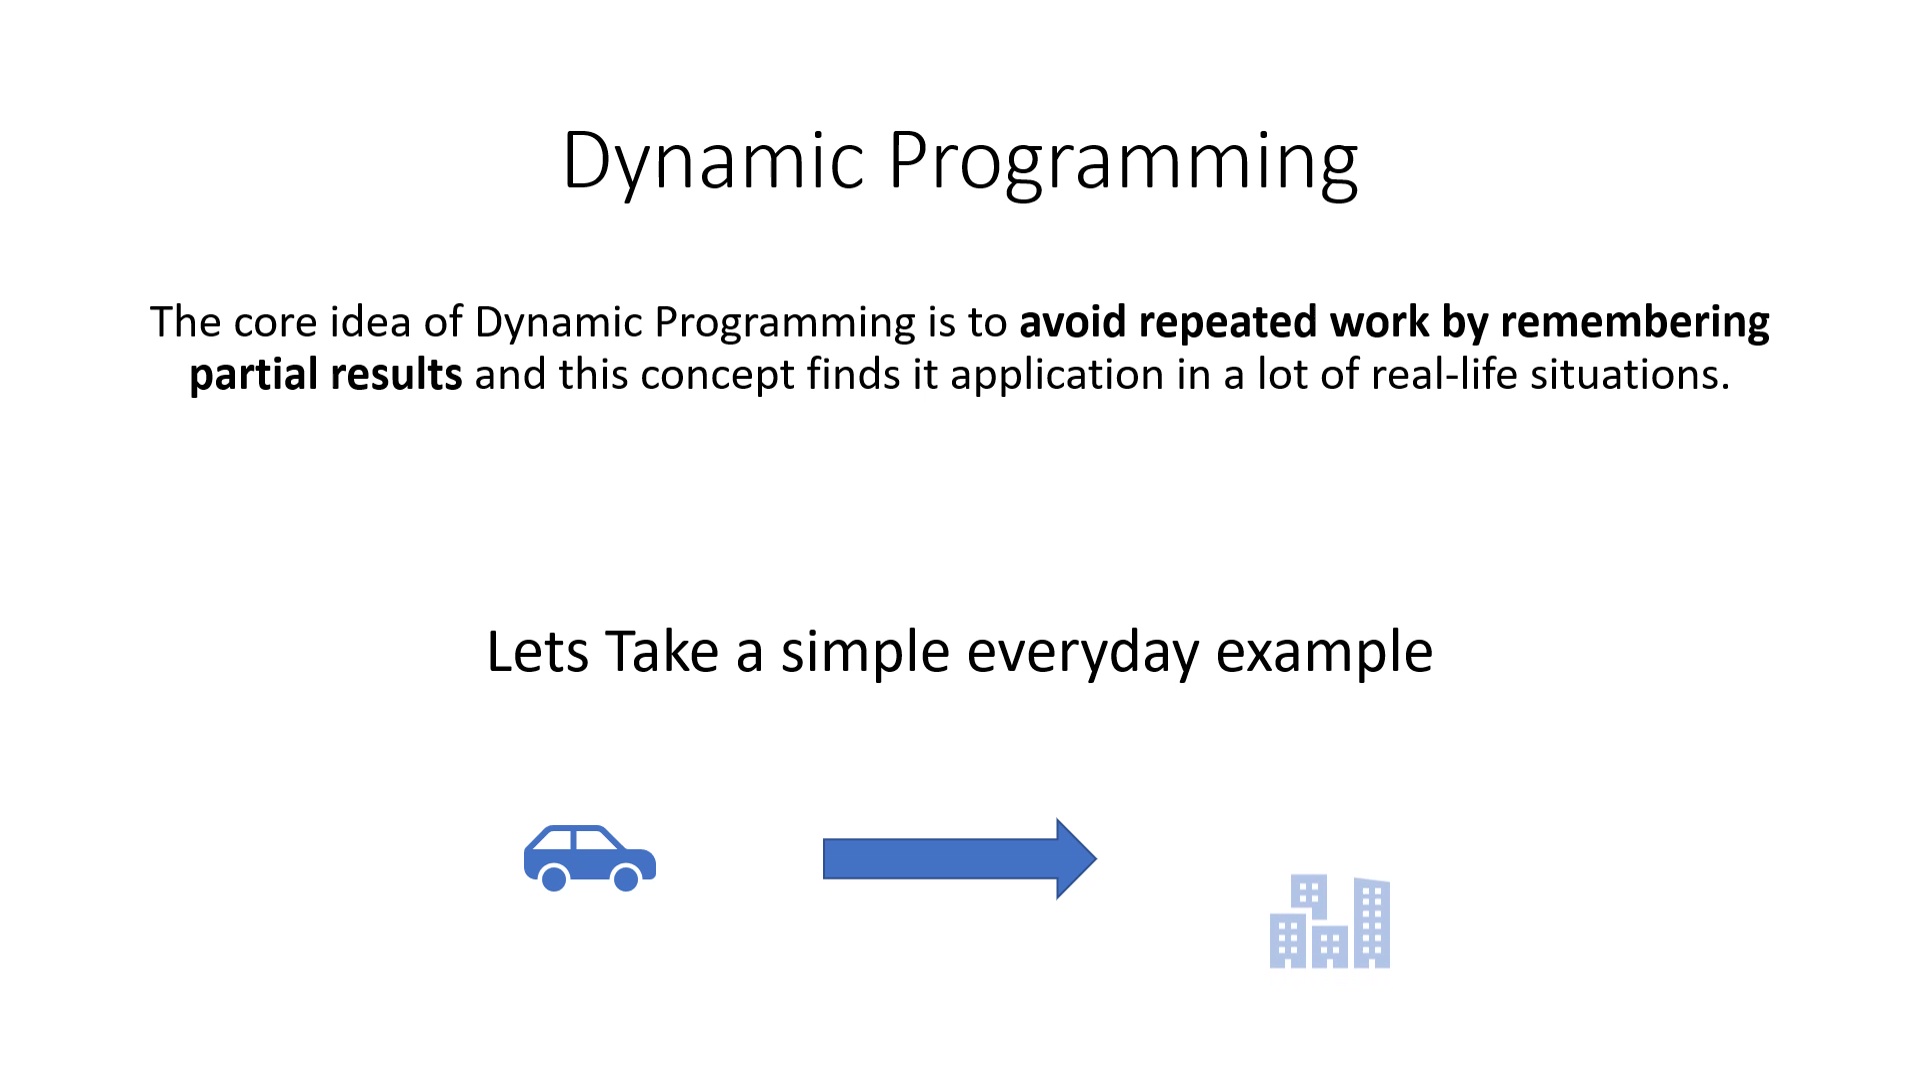 Dynamic Programming
The core idea of Dynamic Programming is to avoid repeated work by remembering
partial results and this concept finds it application in a lot of real-life situations.
Lets Take a simple everyday example